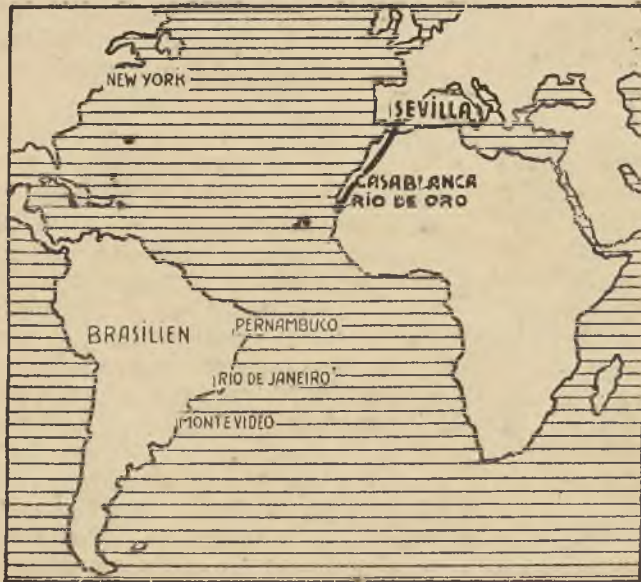 NEW YORK
SEVILLA
CASABLANCA
RIO DE ORO
PERNAMBUCO
BRASILIEN
RIO DE JANEIRO
MONTEVIDEO